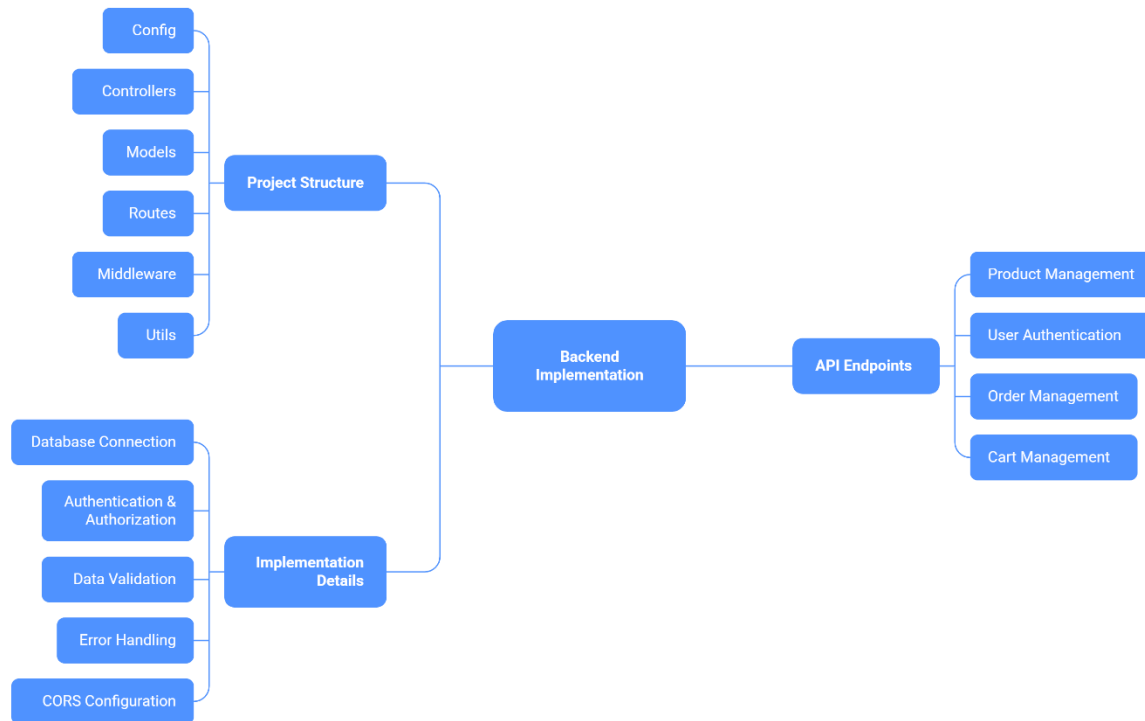 Config
Controllers
Models
Routes
Middleware
Utils
Project Structure
Database Connection
Authentication &
Authorization
Data Validation
Error Handling
CORS Configuration
Implementation
Details
Backend
Implementation
API Endpoints
Product Management
User Authentication
Order Management
Cart Management